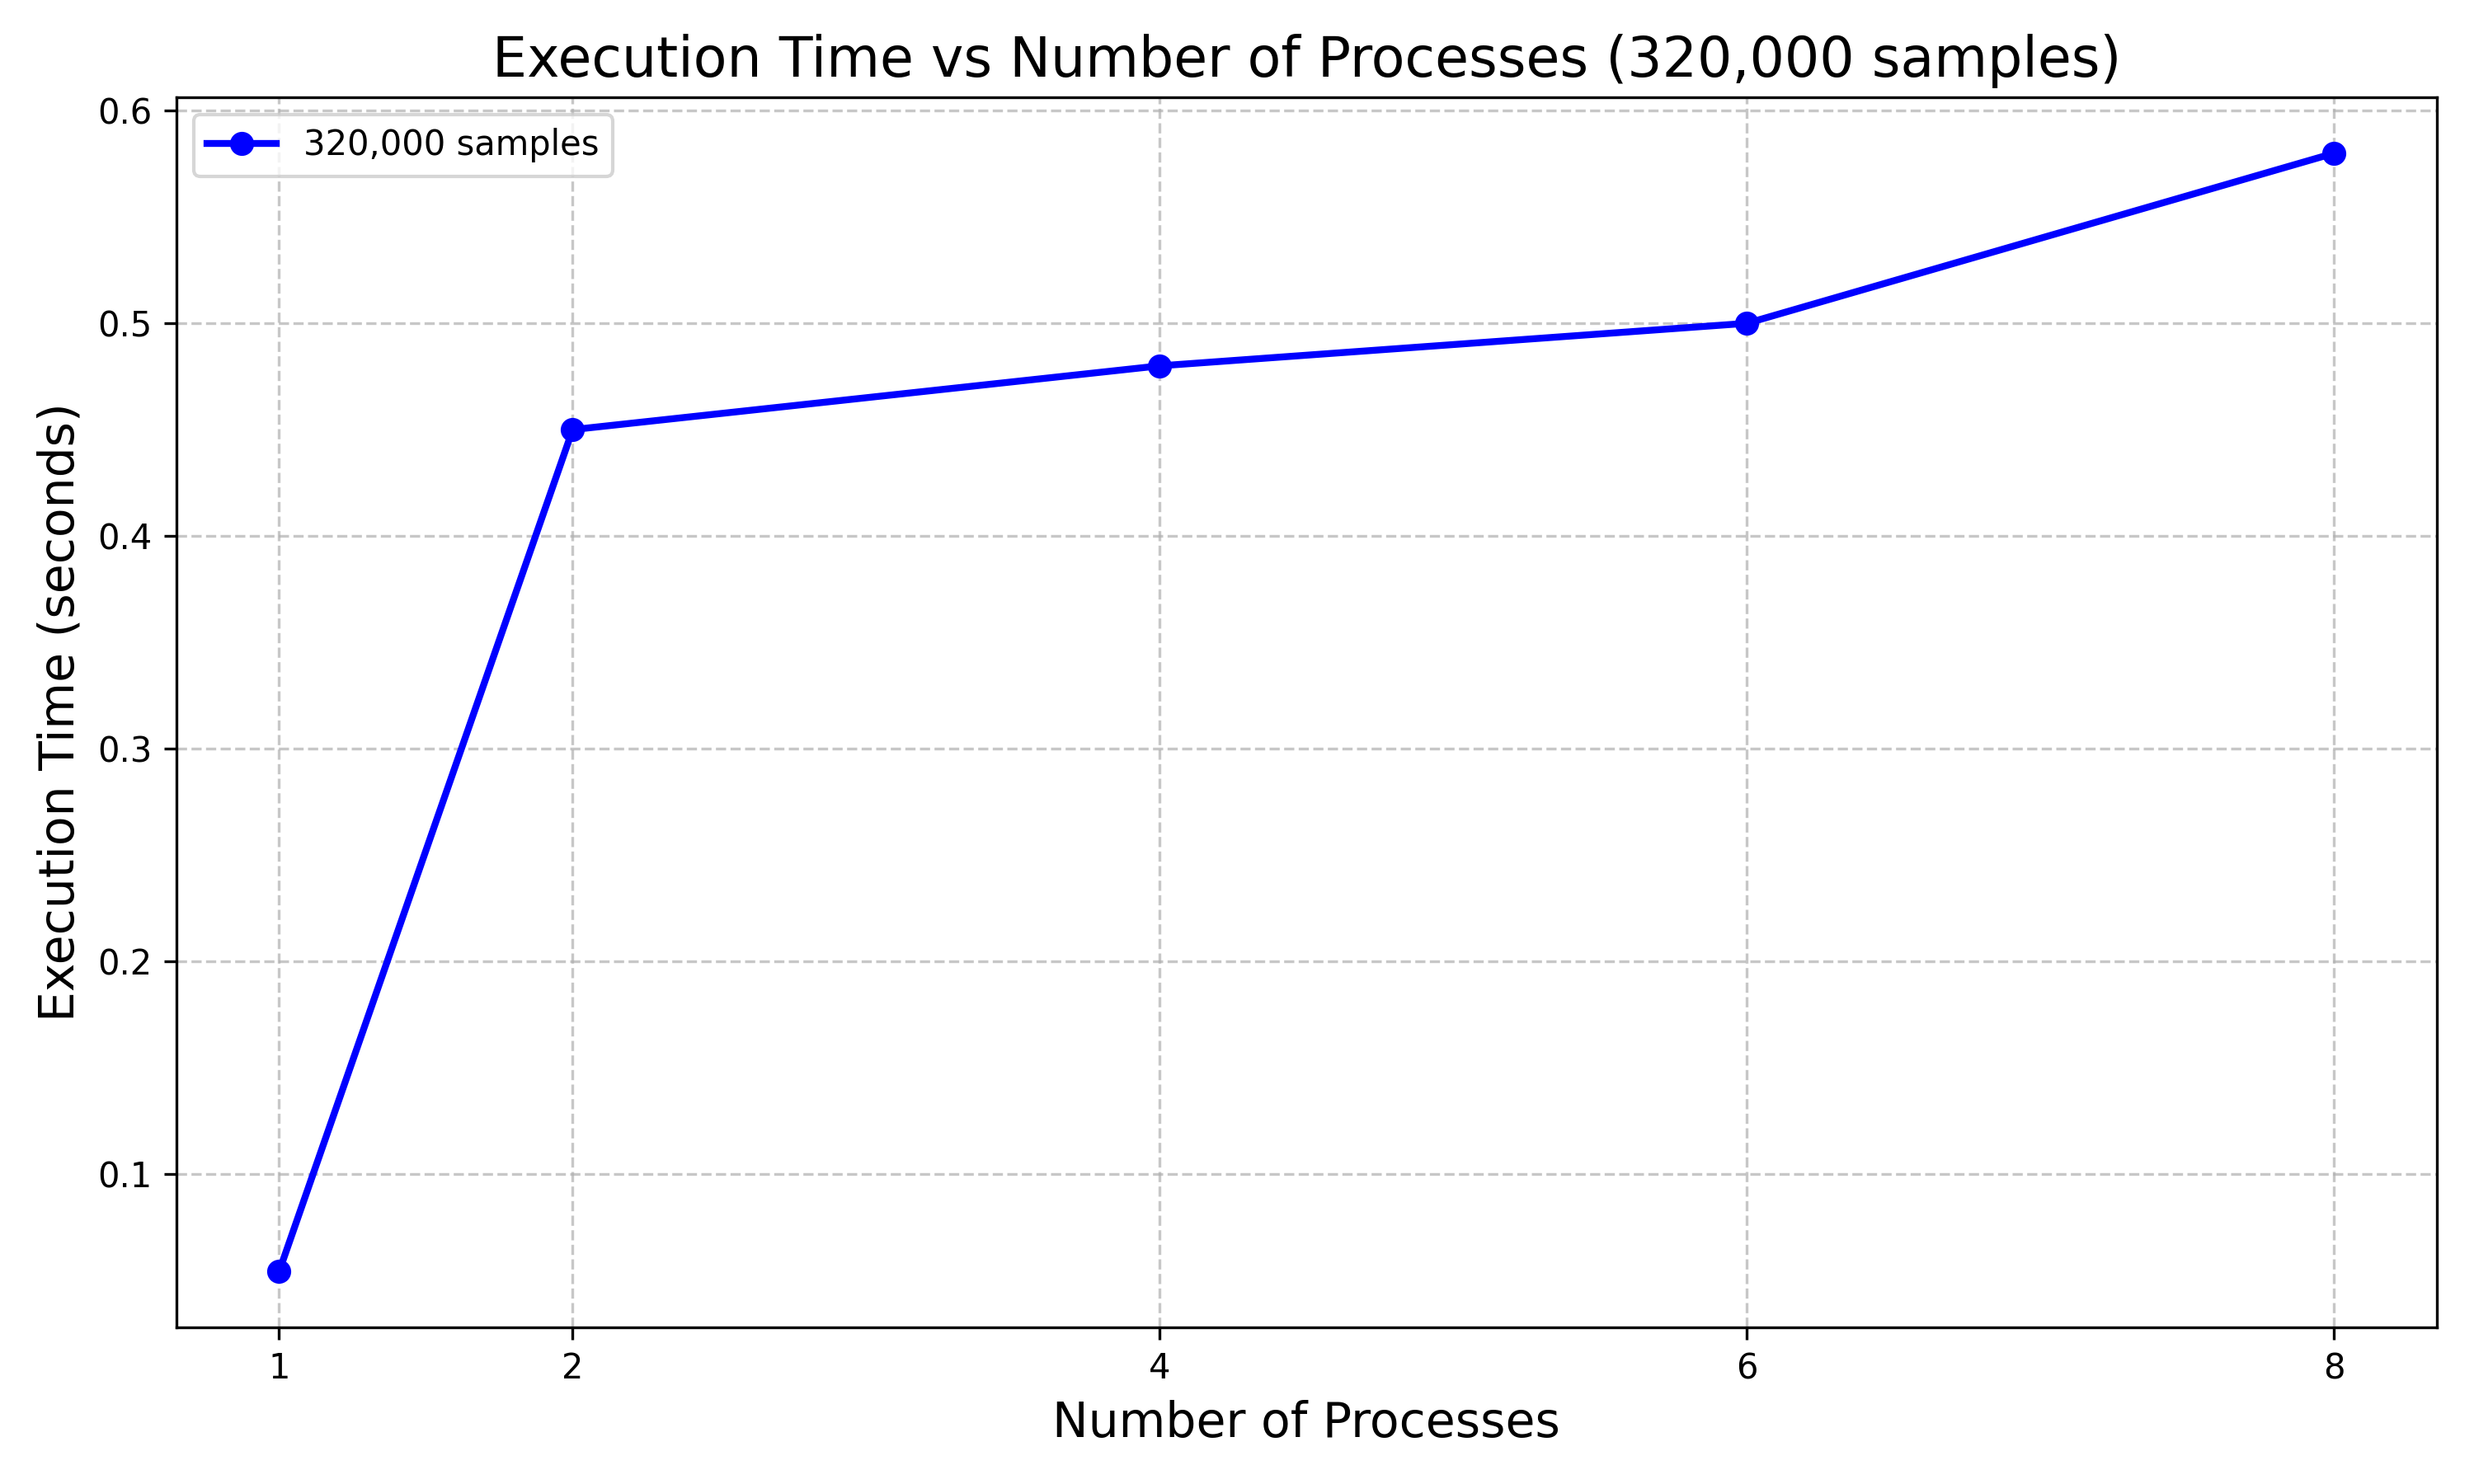 Execution Time vs Number of Processes (320,000 samples)
320,000 samples
Execution Time (seconds)
0.6
0.5
0.4
0.3
0.2
0.1
1 2 4 6 8
Number of Processes